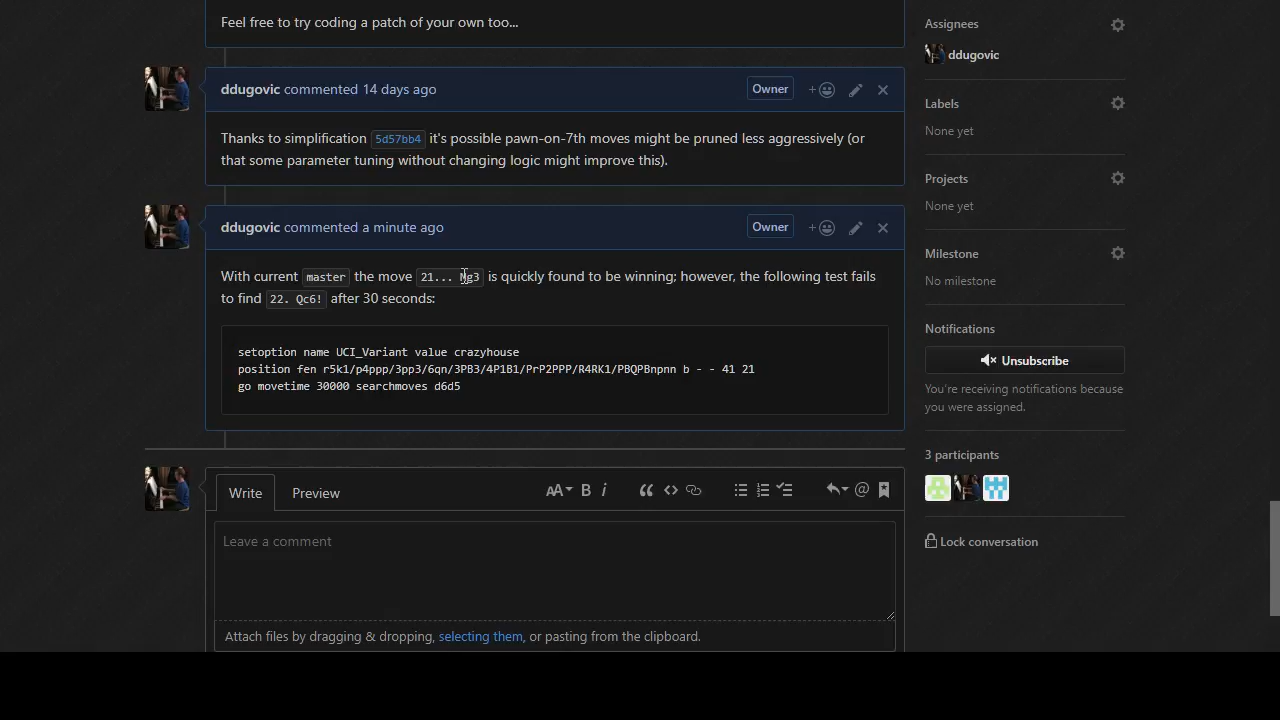 Feel free to try coding a patch of your own too...
ddugovic commented 14 days ago
Owner
Thanks to simplification 5d57bb4 it's possible pawn-on-7th moves might be pruned less aggressively (or
that some parameter tuning without changing logic might improve this).
ddugovic commented a minute ago
Owner
With current master the move 21... Ng3 is quickly found to be winning; however, the following test fails
to find 22. Qc6! after 30 seconds:
setoption name UCI_Variant value crazyhouse
position fen r5k1/p4ppp/3pp3/6qn/3PB3/4P1B1/PrP2PPP/R4RK1/PBQPBnpnn b - - 41 21
go movetime 30000 searchmoves d6d5
Write
Preview
AA
B
i
@
Leave a comment
Attach files by dragging & dropping, selecting them, or pasting from the clipboard.
Assignees
ddugovic
Labels
None yet
Projects
None yet
Milestone
No milestone
Notifications
Unsubscribe
You're receiving notifications because
you were assigned.
3 participants
Lock conversation